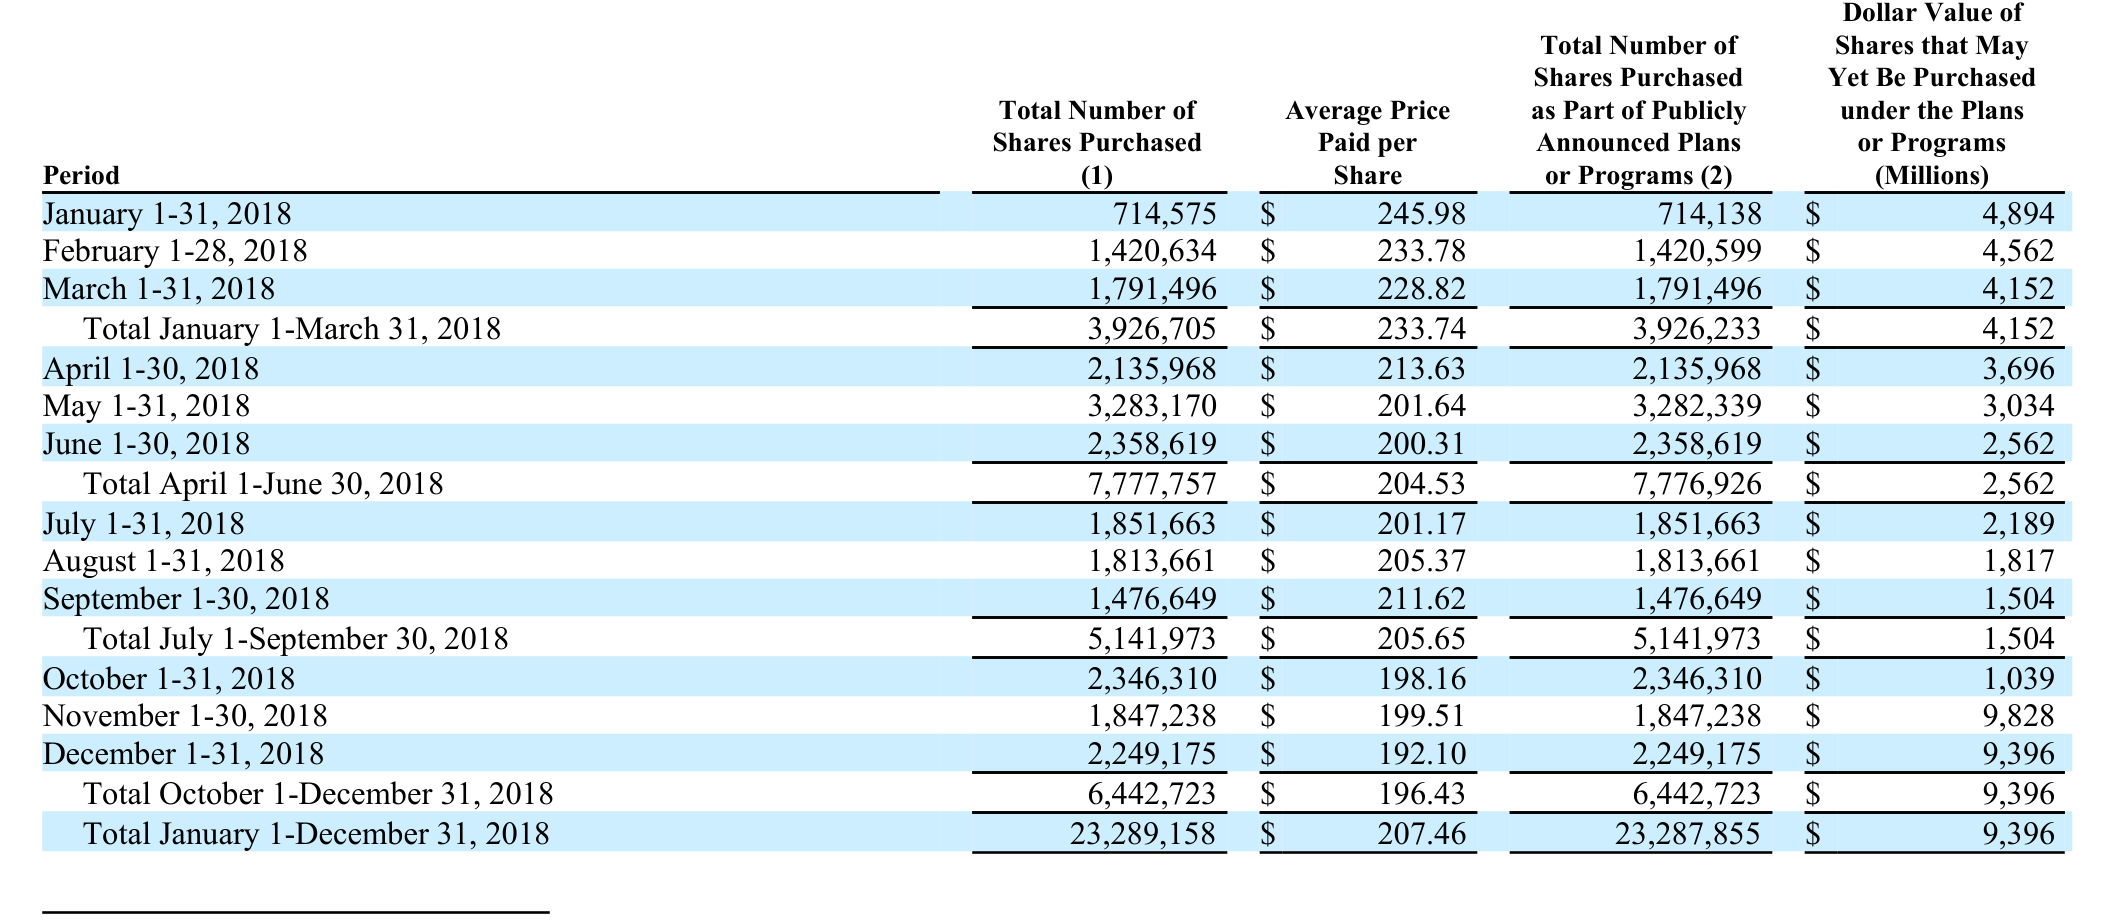 Dollar Value of
Total Number of Shares that May
Shares Purchased Yet Be Purchased
Total Number of Average Price as Part of Publicly under the Plans
Shares Purchased Paid per Announced Plans or Programs
Period (1) Share or Programs (2) (Millions)
January 1-31, 2018 714,575 $ 245.98 714,138 $ 4,894
February 1-28, 2018 1,420,634 $ 233.78 1,420,599 $ 4,562
March 1-31, 2018 1,791,496 $ 228.82 1,791,496 $ 4,152
Total January 1-March 31, 2018 3,926,705 $ 233.74 3,926,233 $ 4,152
April 1-30, 2018 2,135,968 $ 213.63 2,135,968 $ 3,696
May 1-31, 2018 3,283,170 $ 201.64 3,282,339 $ 3,034
June 1-30, 2018 2,358,619 $ 200.31 2,358,619 $ 2,562
Total April 1-June 30, 2018 7,777,757 $ 204.53 7,776,926 $ 2,562
July 1-31, 2018 1,851,663 $ 201.17 1,851,663 $ 2,189
August 1-31, 2018 1,813,661 $ 205.37 1,813,661 $ 1,817
September 1-30, 2018 1,476,649 $ 211.62 1,476,649 $ 1,504
Total July 1-September 30, 2018 5,141,973 $ 205.65 5,141,973 $ 1,504
October 1-31, 2018 2,346,310 $ 198.16 2,346,310 $ 1,039
November 1-30, 2018 1,847,238 $ 199.51 1,847,238 $ 9,828
December 1-31, 2018 2,249,175 $ 192.10 2,249,175 $ 9,396
Total October 1-December 31, 2018 6,442,723 $ 196.43 6,442,723 $ 9,396
Total January 1-December 31, 2018 23,289,158 $ 207.46 23,287,855 $ 9,396